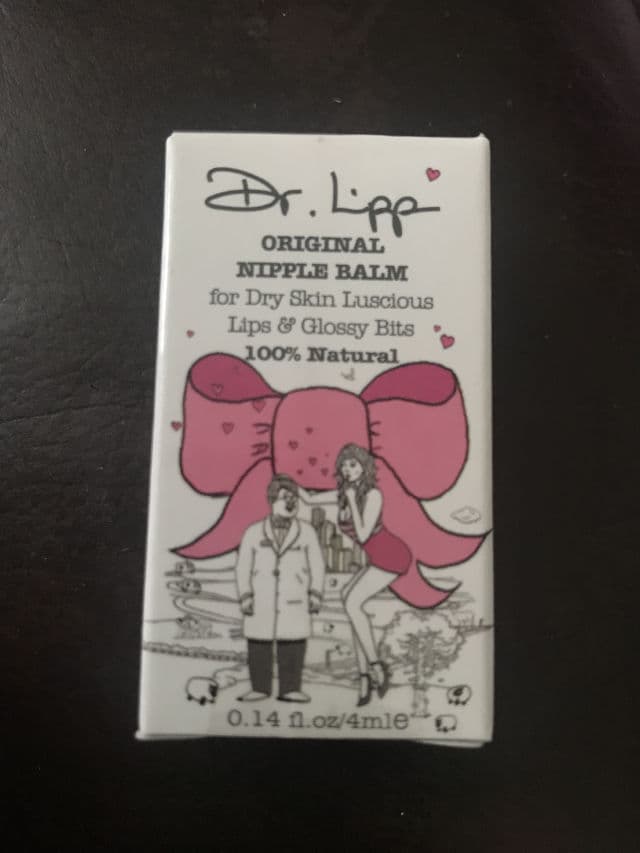 Dr. Lipp
ORIGINAL
NIPPLE BALM
for Dry Skin Luscious
Lips & Glossy Bits
100% Natural
0.14 fl.oz/4ml℮